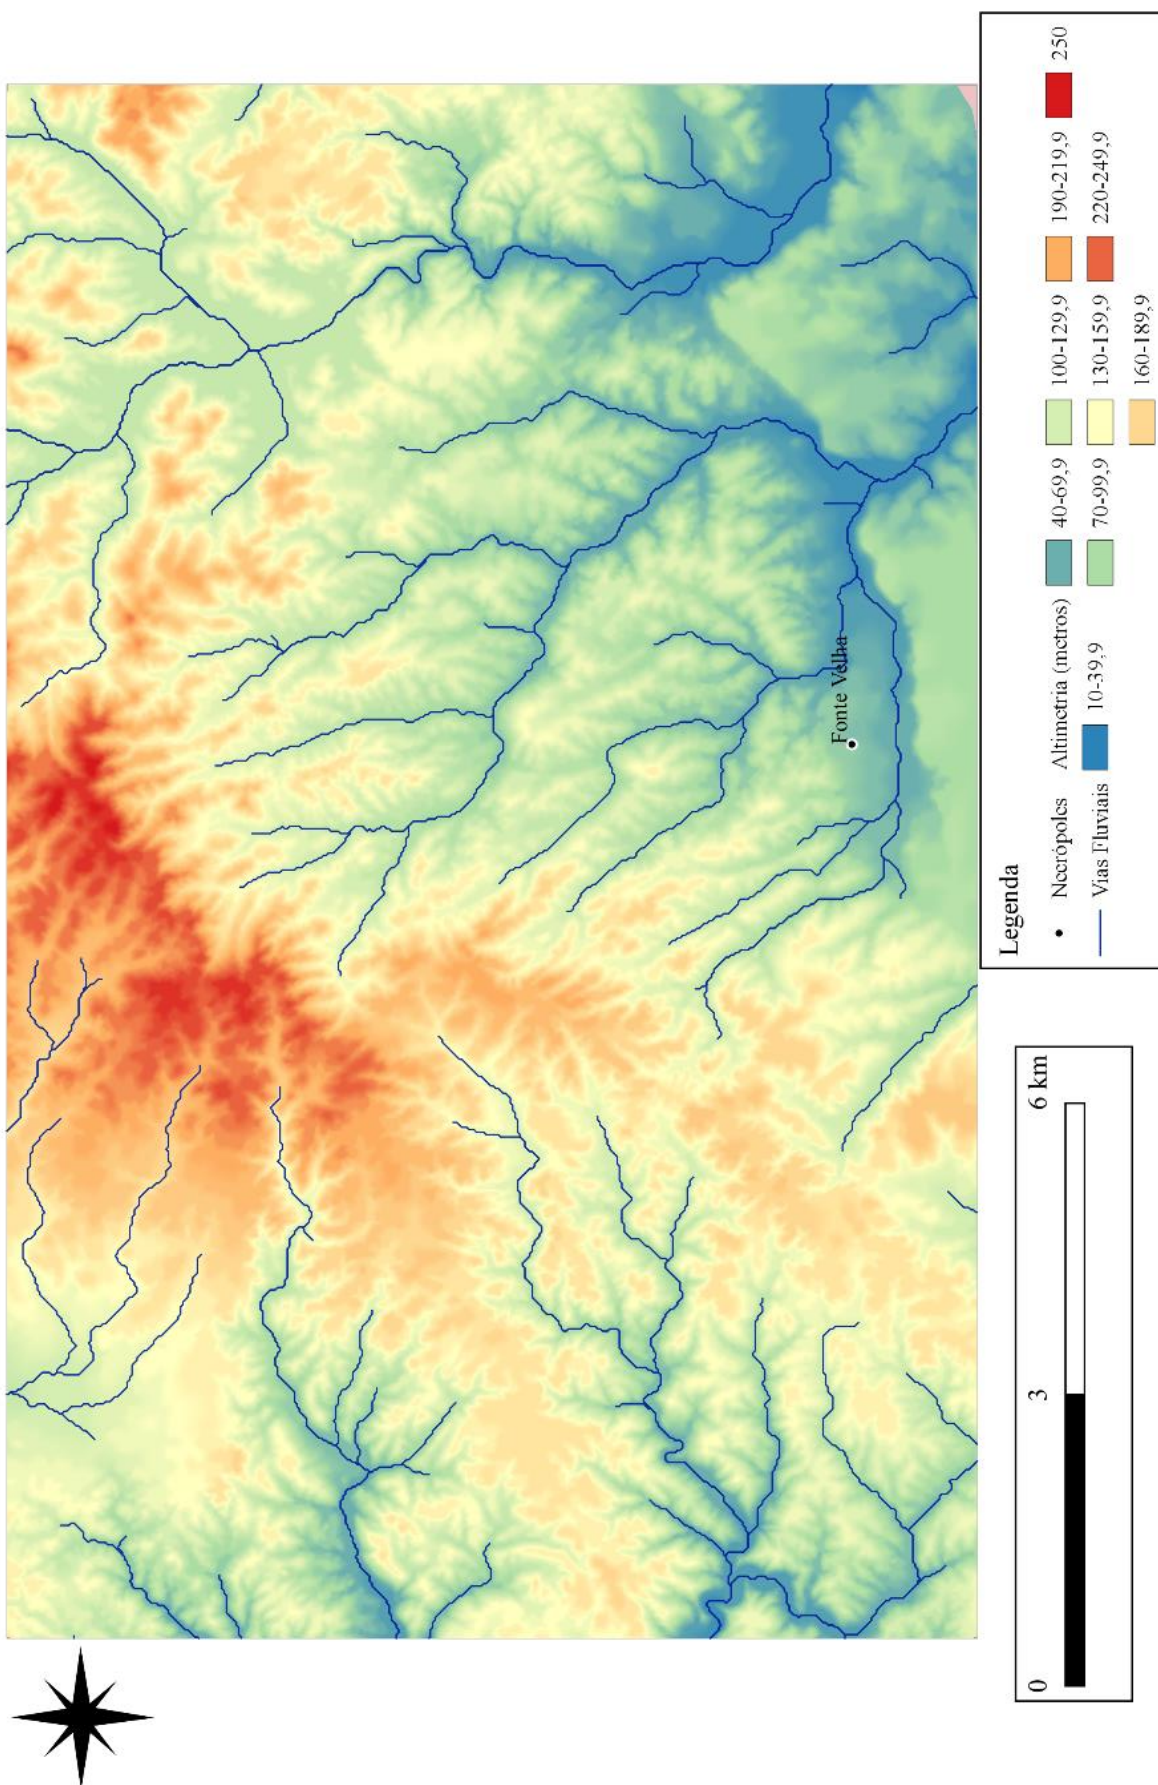 Fonte Velha
0
3
6 km
Legenda
Necrópoles
Vias Fluviais
Altimetria (metros)
10-39,9
40-69,9
70-99,9
100-129,9
130-159,9
160-189,9
190-219,9
220-249,9
250